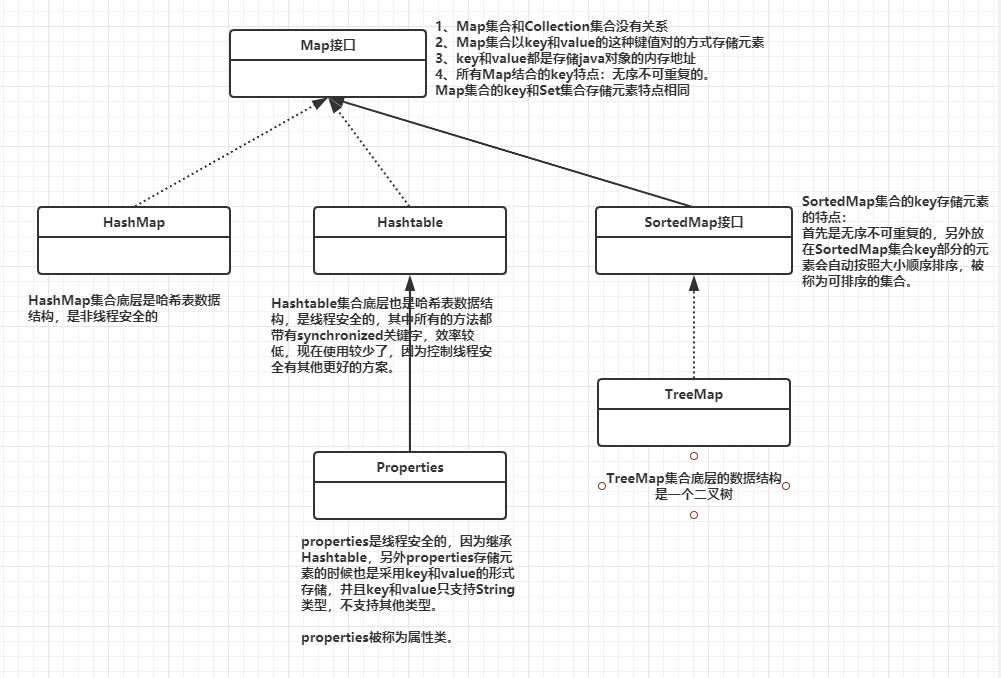 Map接口
1、Map集合和Collection集合没有关系
2、Map集合以key和value的这种键值对的方式存储元素
3、key和value都是存储java对象的内存地址
4、所有Map结合的key特点：无序不可重复的。
Map集合的key和Set集合存储元素特点相同
HashMap
HashMap集合底层是哈希表数据
结构，是非线程安全的
Hashtable
Hashtable集合底层也是哈希表数据结
构，是线程安全的，其中所有的方法都
带有synchronized关键字，效率较
低，现在使用较少了，因为控制线程安
全有其他更好的方案。
SortedMap接口
SortedMap集合的key存储元素
的特点：
首先是无序不可重复的，另外放
在SortedMap集合key部分的元
素会自动按照大小顺序排序，被
称为可排序的集合。
TreeMap
TreeMap集合底层的数据结构
是一个二叉树
Properties
properties是线程安全的，因为继承
Hashtable，另外properties存储元
素的时候也是采用key和value的形式
存储，并且key和value只支持String
类型，不支持其他类型。
properties被称为属性类。